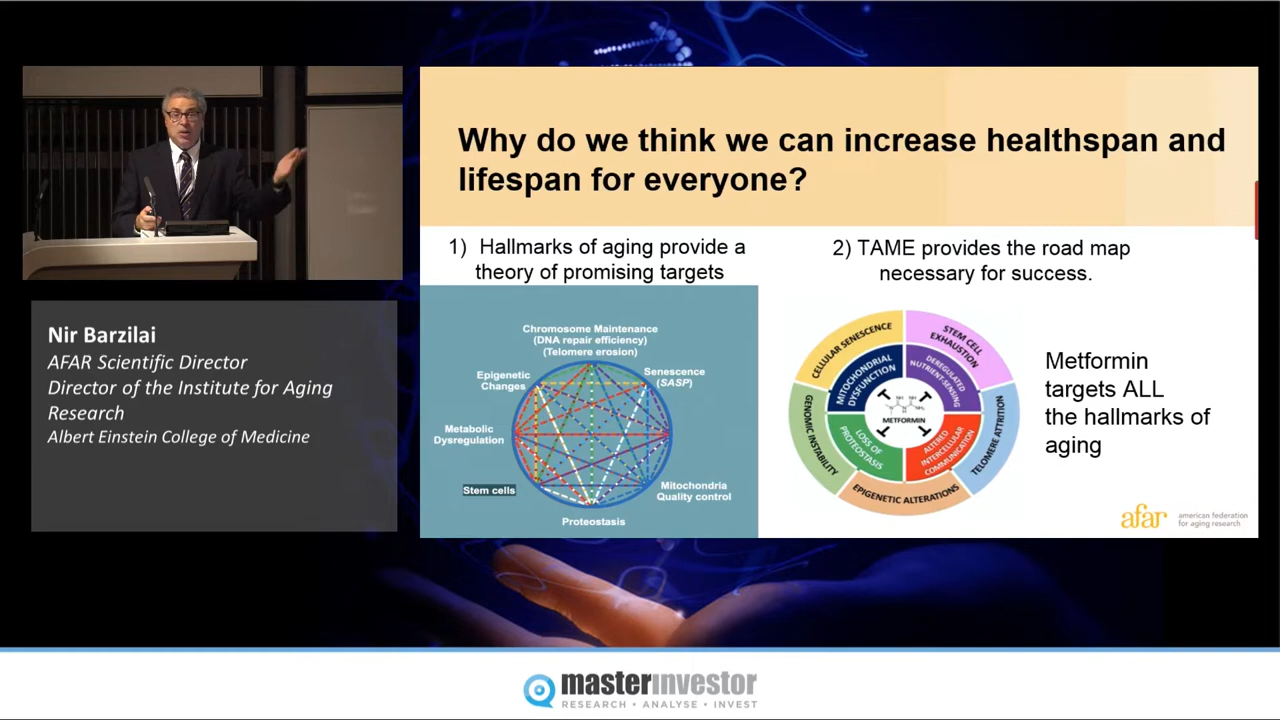 Why do we think we can increase healthspan and
lifespan for everyone?
Nir Barzilai
AFAR Scientific Director
Director of the Institute for Aging
Research
Albert Einstein College of Medicine
1) Hallmarks of aging provide a
theory of promising targets
Chromosome Maintenance
(DNA repair efficiency)
(Telomere erosion)
Epigenetic
Changes
Senescence
(SASP)
Metabolic
Dysregulation
Stem cells
Mitochondria
Quality control
Proteostasis
2) TAME provides the road map
necessary for success.
CELLULAR SENESCENCE
STEM CELL
EXHAUSTION
MITOCHONDRIAL
DYSFUNCTION
DEREGULATED
NUTRIENT-SENSING
GENOMIC INSTABILITY
METFORMIN
TELOMERE ATTRITION
LOSS OF
PROTEOSTASIS
ALTERED
INTERCELLULAR
COMMUNICATION
EPIGENETIC ALTERATIONS
Metformin
targets ALL
the hallmarks of
aging
afar american federation
for aging research
masterinvestor
RESEARCH • ANALYSE • INVEST